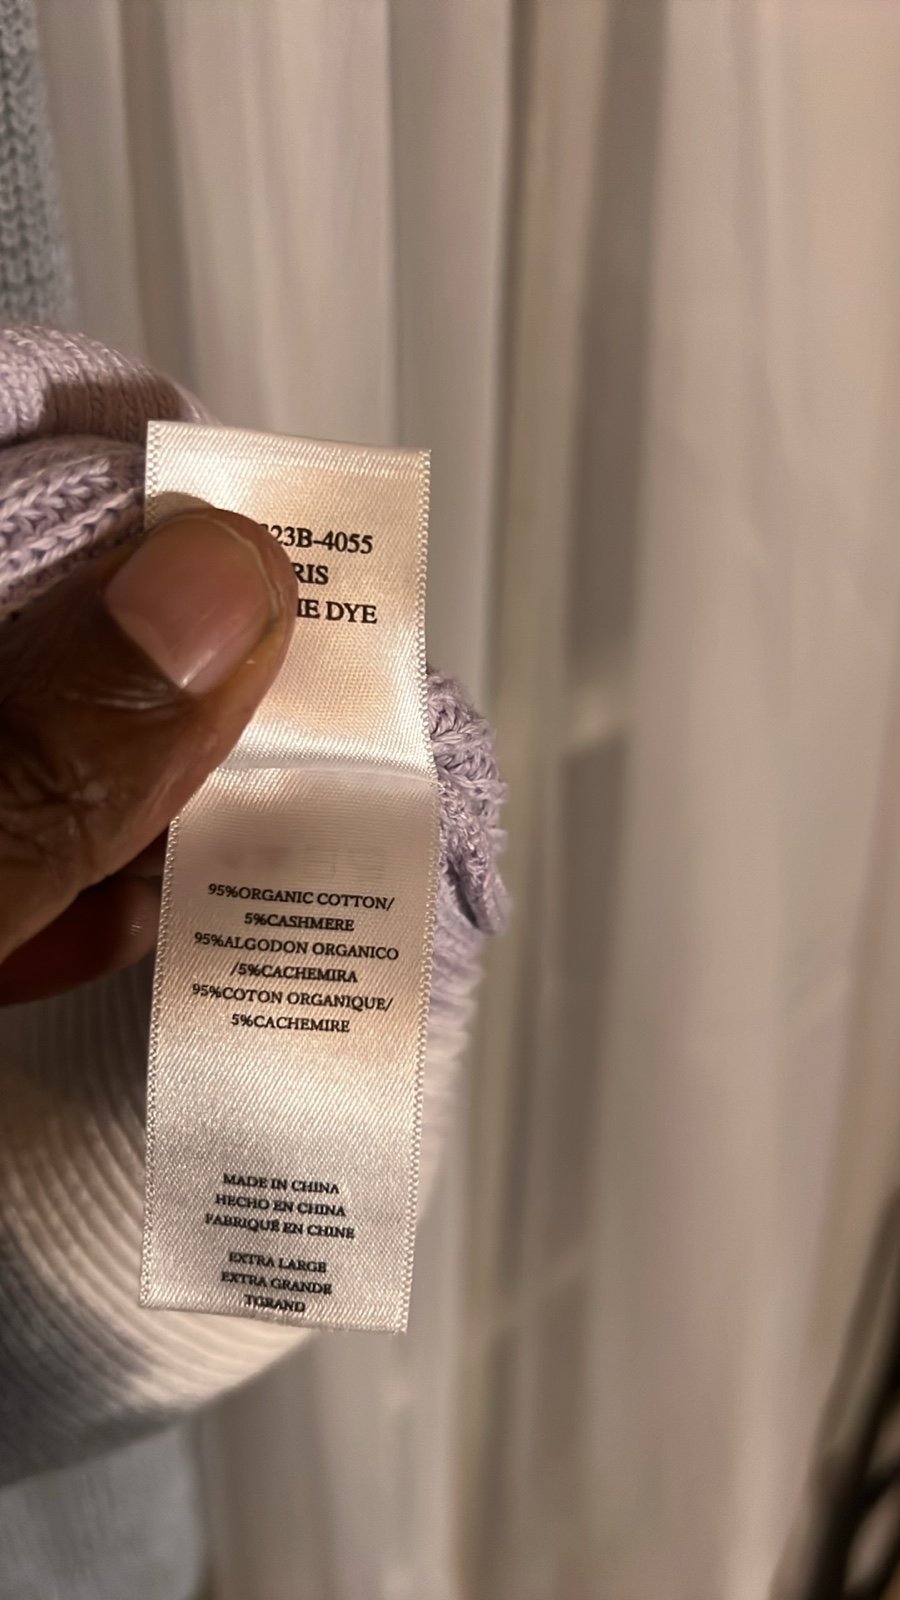 23B-4055
RIS
IE DYE
95%ORGANIC COTTON/
5%CASHMERE
95%ALGODON ORGANICO
/5%CACHEMIRA
95%COTON ORGANIQUE/
5%CACHEMIRE
MADE IN CHINA
HECHO EN CHINA
FABRIQUÉ EN CHINE
EXTRA LARGE
EXTRA GRANDE
TGRAND